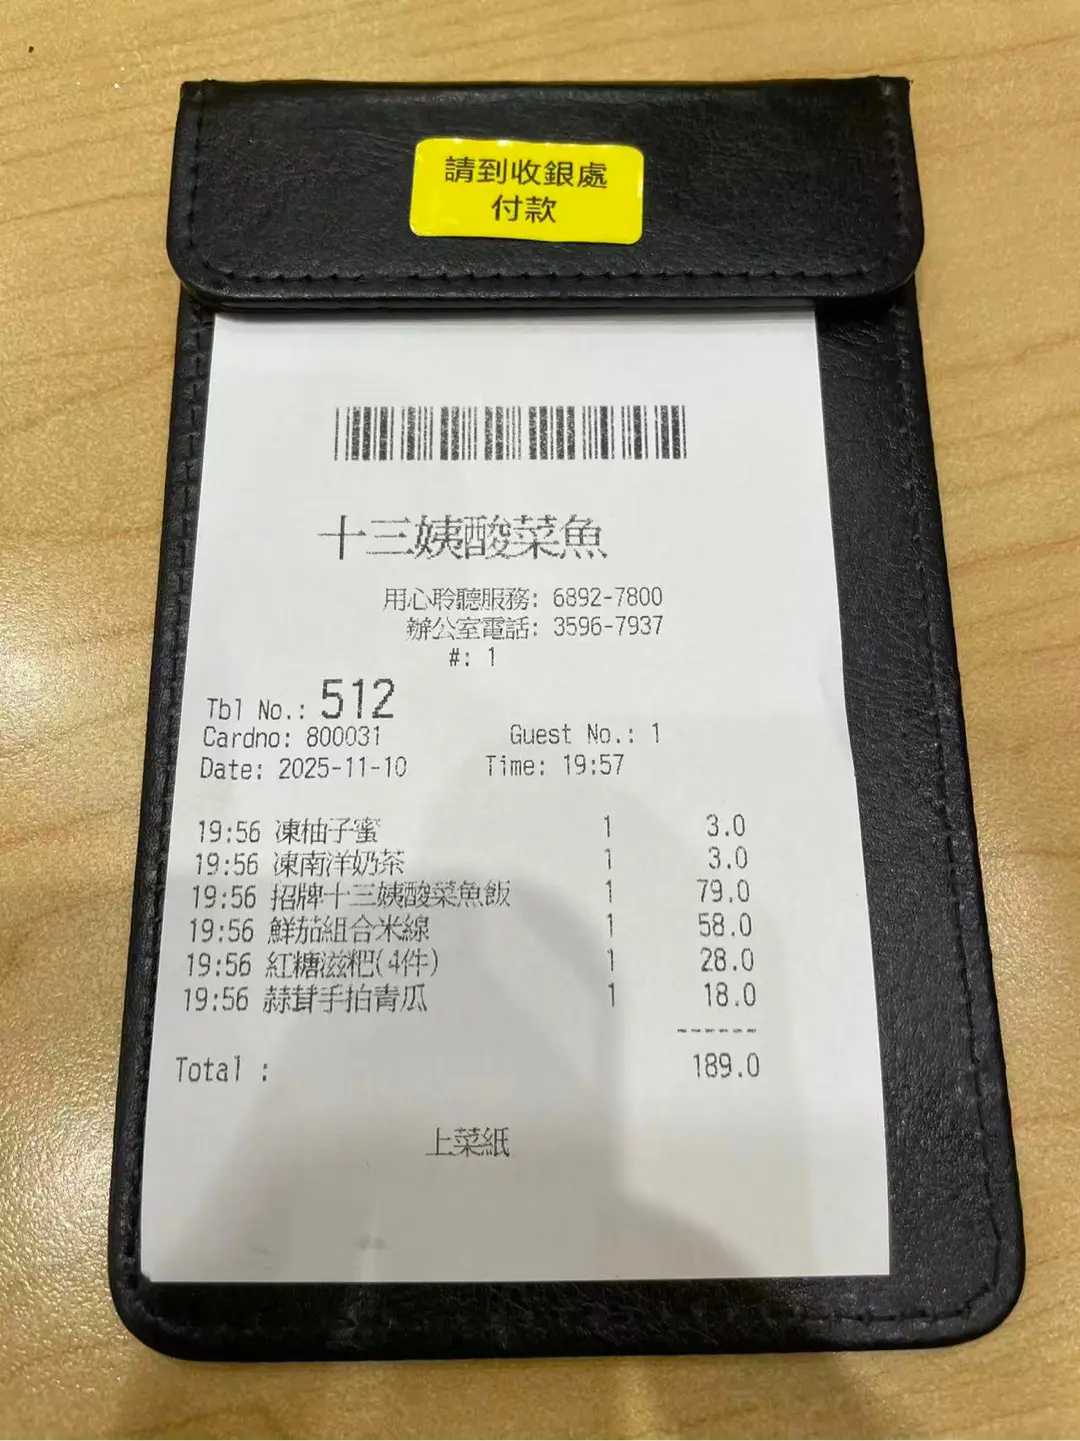 請到收銀處
付款
十三姨酸菜魚
用心聆聽服務: 6892-7800
辦公室電話: 3596-7937
#: 1
Tbl No.: 512
Cardno: 800031 Guest No.: 1
Date: 2025-11-10 Time: 19:57
19:56 凍柚子蜜 1 3.0
19:56 凍南洋奶茶 1 3.0
19:56 招牌十三姨酸菜魚飯 1 79.0
19:56 鮮茄組合米線 1 58.0
19:56 紅糖滋粑(4件) 1 28.0
19:56 蒜茸手拍青瓜 1 18.0
------
Total : 189.0
上菜紙